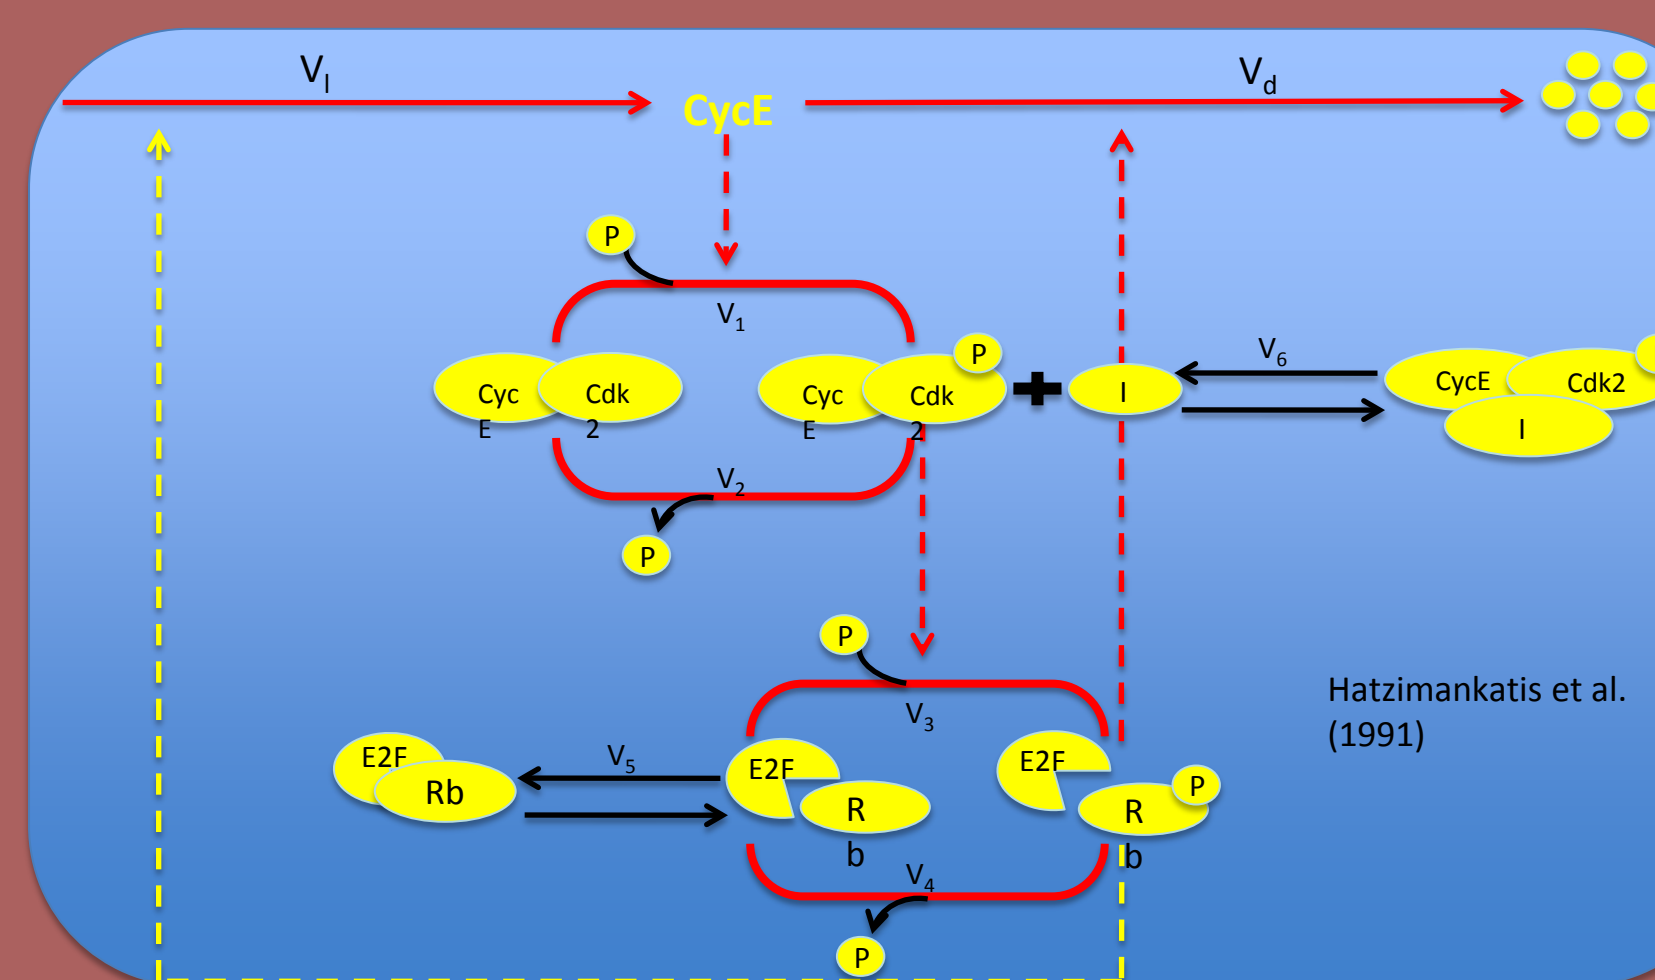 VI
Vd
CycE
P
V1
P
V6
Cyc
E
Cdk
2
Cyc
E
Cdk
2
I
CycE
Cdk2
I
V2
P
P
V3
Hatzimankatis et al.
(1991)
E2F
Rb
V5
E2F
R
b
E2F
R
b
P
V4
P